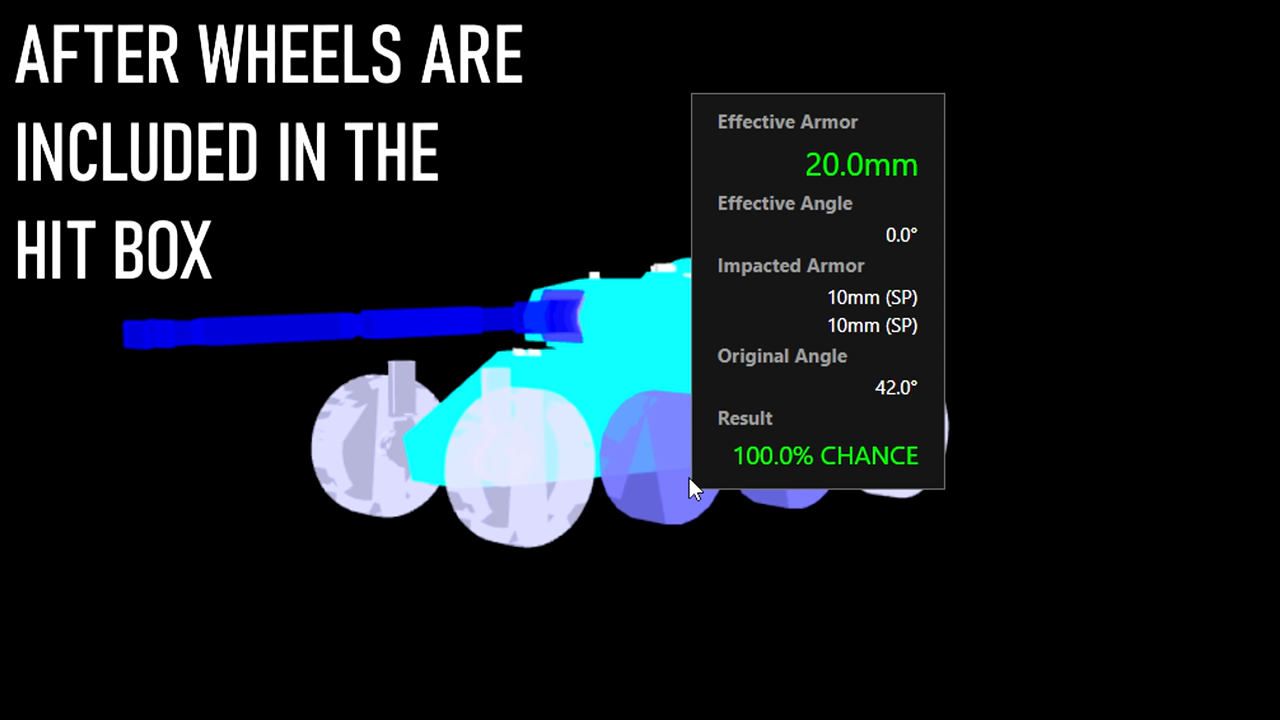 AFTER WHEELS ARE
INCLUDED IN THE
HIT BOX
Effective Armor
20.0mm
Effective Angle
0.0°
Impacted Armor
10mm (SP)
10mm (SP)
Original Angle
42.0°
Result
100.0% CHANCE